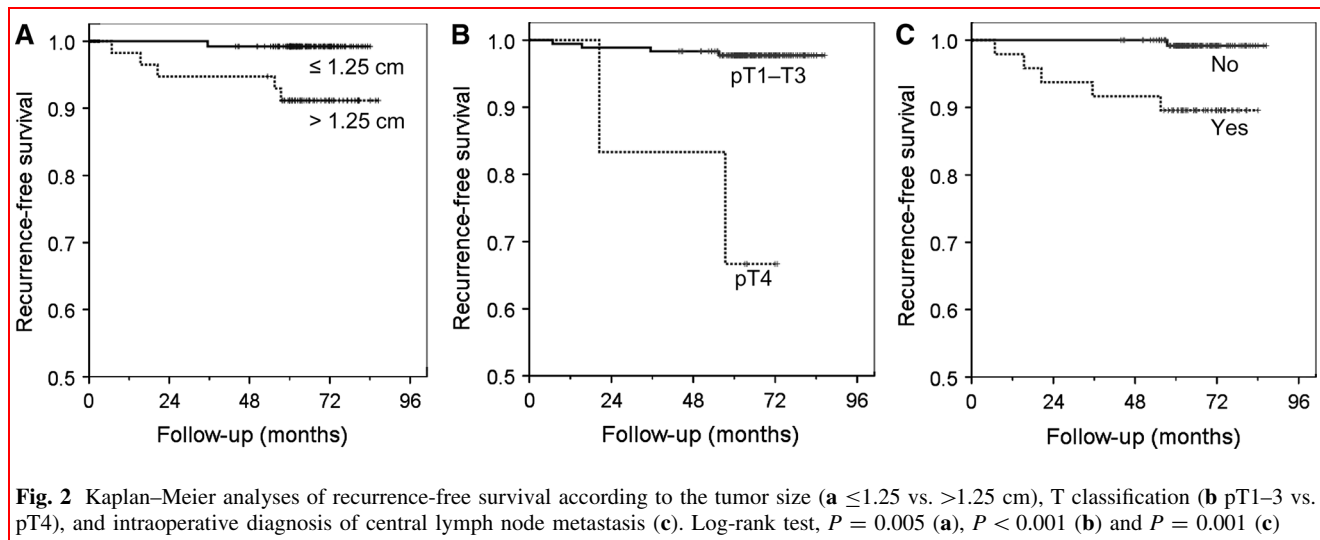 A
Recurrence-free survival
1.0
0.9
0.8
0.7
0.6
0.5
≤ 1.25 cm
> 1.25 cm
0 24 48 72 96
Follow-up (months)
B
Recurrence-free survival
1.0
0.9
0.8
0.7
0.6
0.5
pT1–T3
pT4
0 24 48 72 96
Follow-up (months)
C
Recurrence-free survival
1.0
0.9
0.8
0.7
0.6
0.5
No
Yes
0 24 48 72 96
Follow-up (months)
Fig. 2 Kaplan–Meier analyses of recurrence-free survival according to the tumor size (a ≤1.25 vs. >1.25 cm), T classification (b pT1–3 vs.
pT4), and intraoperative diagnosis of central lymph node metastasis (c). Log-rank test, P = 0.005 (a), P < 0.001 (b) and P = 0.001 (c)